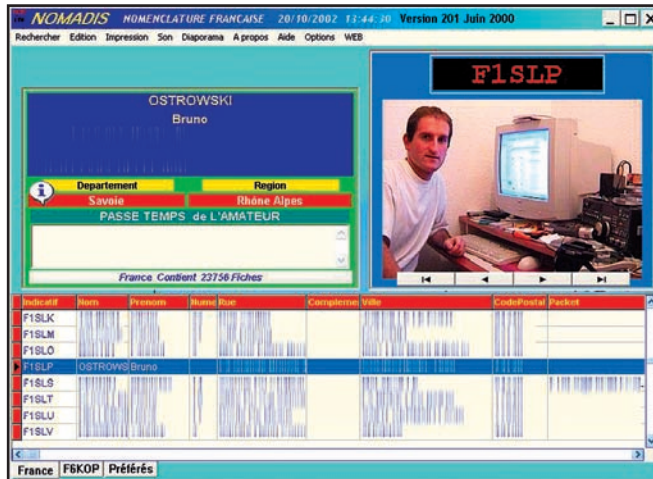 NOMADIS NOMENCLATURE FRANCAISE 20/10/2002 13:44:30 Version 201 Juin 2000
Rechercher Edition Impression Son Diaporama A propos Aide Options WEB
F1SLP
OSTROWSKI
Bruno
Departement Region
Savoie Rhône Alpes
PASSE TEMPS de L'AMATEUR
France Contient 23756 Fiches
Indicatif Nom Prenom Nume Rue Compleme Ville CodePostal Packet
F1SLK
F1SLM
F1SLO
F1SLP OSTROWS Bruno
F1SLS
F1SLT
F1SLU
F1SLV
France F6KOP Préférés